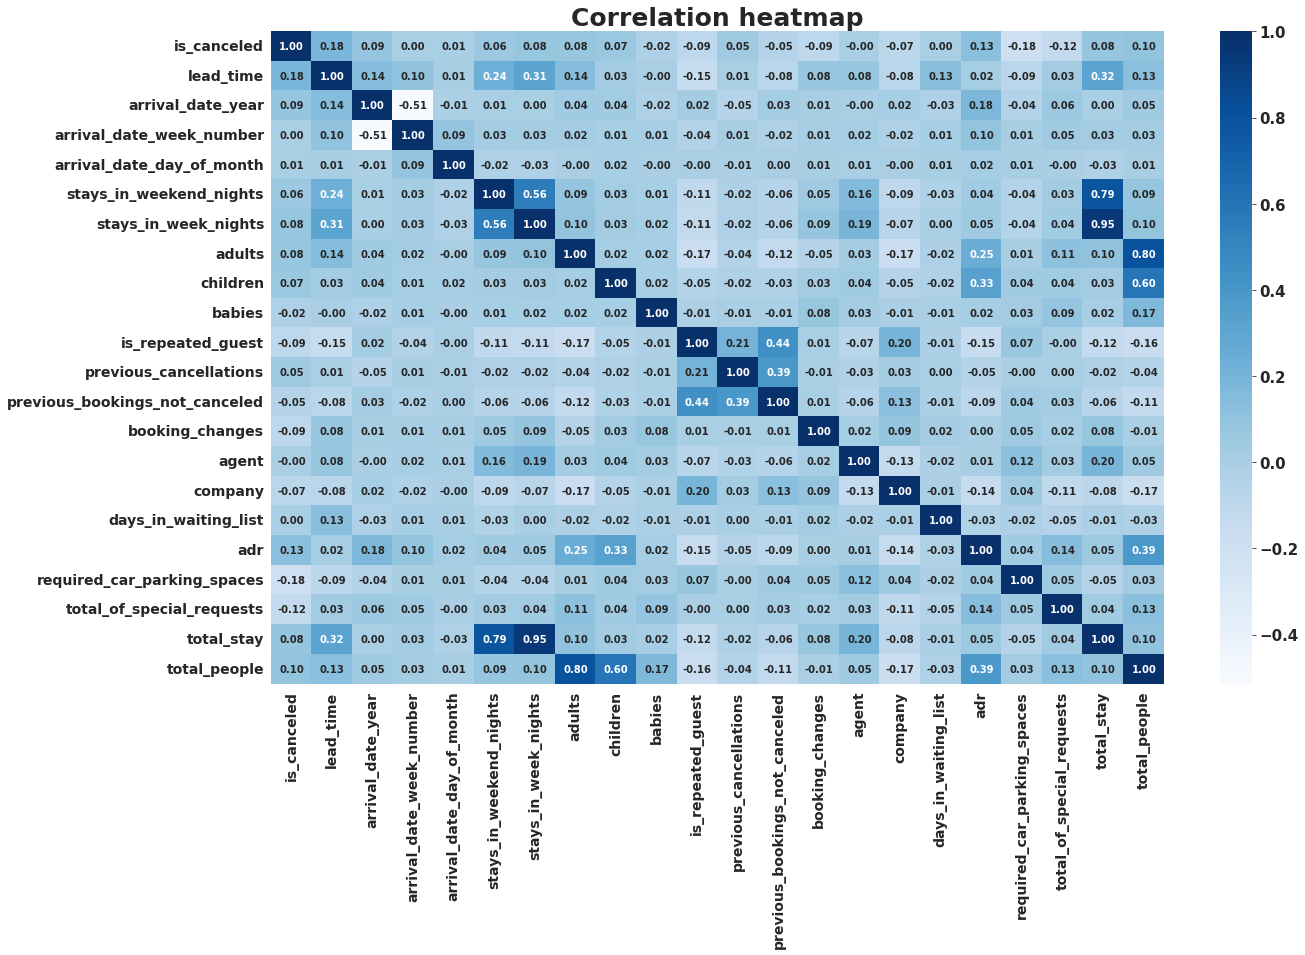 Correlation heatmap
is_canceled 1.00 0.18 0.09 0.00 0.01 0.06 0.08 0.08 0.07 -0.02 -0.09 0.05 -0.05 -0.09 -0.00 -0.07 0.00 0.13 -0.18 -0.12 0.08 0.10
lead_time 0.18 1.00 0.14 0.10 0.01 0.24 0.31 0.14 0.03 -0.00 -0.15 0.01 -0.08 0.08 0.08 -0.08 0.13 0.02 -0.09 0.03 0.32 0.13
arrival_date_year 0.09 0.14 1.00 -0.51 -0.01 0.01 0.00 0.04 0.04 -0.02 0.02 -0.05 0.03 0.01 -0.00 0.02 -0.03 0.18 -0.04 0.06 0.00 0.05
arrival_date_week_number 0.00 0.10 -0.51 1.00 0.09 0.03 0.03 0.02 0.01 0.01 -0.04 0.01 -0.02 0.01 0.02 -0.02 0.01 0.10 0.01 0.05 0.03 0.03
arrival_date_day_of_month 0.01 0.01 -0.01 0.09 1.00 -0.02 -0.03 -0.00 0.02 -0.00 -0.00 -0.01 0.00 0.01 0.01 -0.00 0.01 0.02 0.01 -0.00 -0.03 0.01
stays_in_weekend_nights 0.06 0.24 0.01 0.03 -0.02 1.00 0.56 0.09 0.03 0.01 -0.11 -0.02 -0.06 0.05 0.16 -0.09 -0.03 0.04 -0.04 0.03 0.79 0.09
stays_in_week_nights 0.08 0.31 0.00 0.03 -0.03 0.56 1.00 0.10 0.03 0.02 -0.11 -0.02 -0.06 0.09 0.19 -0.07 0.00 0.05 -0.04 0.04 0.95 0.10
adults 0.08 0.14 0.04 0.02 -0.00 0.09 0.10 1.00 0.02 0.02 -0.17 -0.04 -0.12 -0.05 0.03 -0.17 -0.02 0.25 0.01 0.11 0.10 0.80
children 0.07 0.03 0.04 0.01 0.02 0.03 0.03 0.02 1.00 0.02 -0.05 -0.02 -0.03 0.03 0.04 -0.05 -0.02 0.33 0.04 0.04 0.03 0.60
babies -0.02 -0.00 -0.02 0.01 -0.00 0.01 0.02 0.02 0.02 1.00 -0.01 -0.01 -0.01 0.08 0.03 -0.01 -0.01 0.02 0.03 0.09 0.02 0.17
is_repeated_guest -0.09 -0.15 0.02 -0.04 -0.00 -0.11 -0.11 -0.17 -0.05 -0.01 1.00 0.21 0.44 0.01 -0.07 0.20 -0.01 -0.15 0.07 -0.00 -0.12 -0.16
previous_cancellations 0.05 0.01 -0.05 0.01 -0.01 -0.02 -0.02 -0.04 -0.02 -0.01 0.21 1.00 0.39 -0.01 -0.03 0.03 0.00 -0.05 -0.00 0.00 -0.02 -0.04
previous_bookings_not_canceled -0.05 -0.08 0.03 -0.02 0.00 -0.06 -0.06 -0.12 -0.03 -0.01 0.44 0.39 1.00 0.01 -0.06 0.13 -0.01 -0.09 0.04 0.03 -0.06 -0.11
booking_changes -0.09 0.08 0.01 0.01 0.01 0.05 0.09 -0.05 0.03 0.08 0.01 -0.01 0.01 1.00 0.02 0.09 0.02 0.00 0.05 0.02 0.08 -0.01
agent -0.00 0.08 -0.00 0.02 0.01 0.16 0.19 0.03 0.04 0.03 -0.07 -0.03 -0.06 0.02 1.00 -0.13 -0.02 0.01 0.12 0.03 0.20 0.05
company -0.07 -0.08 0.02 -0.02 -0.00 -0.09 -0.07 -0.17 -0.05 -0.01 0.20 0.03 0.13 0.09 -0.13 1.00 -0.01 -0.14 0.04 -0.11 -0.08 -0.17
days_in_waiting_list 0.00 0.13 -0.03 0.01 0.01 -0.03 0.00 -0.02 -0.02 -0.01 -0.01 0.00 -0.01 0.02 -0.02 -0.01 1.00 -0.03 -0.02 -0.05 -0.01 -0.03
adr 0.13 0.02 0.18 0.10 0.02 0.04 0.05 0.25 0.33 0.02 -0.15 -0.05 -0.09 0.00 0.01 -0.14 -0.03 1.00 0.04 0.14 0.05 0.39
required_car_parking_spaces -0.18 -0.09 -0.04 0.01 0.01 -0.04 -0.04 0.01 0.04 0.03 0.07 -0.00 0.04 0.05 0.12 0.04 -0.02 0.04 1.00 0.05 -0.05 0.03
total_of_special_requests -0.12 0.03 0.06 0.05 -0.00 0.03 0.04 0.11 0.04 0.09 -0.00 0.00 0.03 0.02 0.03 -0.11 -0.05 0.14 0.05 1.00 0.04 0.13
total_stay 0.08 0.32 0.00 0.03 -0.03 0.79 0.95 0.10 0.03 0.02 -0.12 -0.02 -0.06 0.08 0.20 -0.08 -0.01 0.05 -0.05 0.04 1.00 0.10
total_people 0.10 0.13 0.05 0.03 0.01 0.09 0.10 0.80 0.60 0.17 -0.16 -0.04 -0.11 -0.01 0.05 -0.17 -0.03 0.39 0.03 0.13 0.10 1.00
is_canceled
lead_time
arrival_date_year
arrival_date_week_number
arrival_date_day_of_month
stays_in_weekend_nights
stays_in_week_nights
adults
children
babies
is_repeated_guest
previous_cancellations
previous_bookings_not_canceled
booking_changes
agent
company
days_in_waiting_list
adr
required_car_parking_spaces
total_of_special_requests
total_stay
total_people
1.0
0.8
0.6
0.4
0.2
0.0
−0.2
−0.4